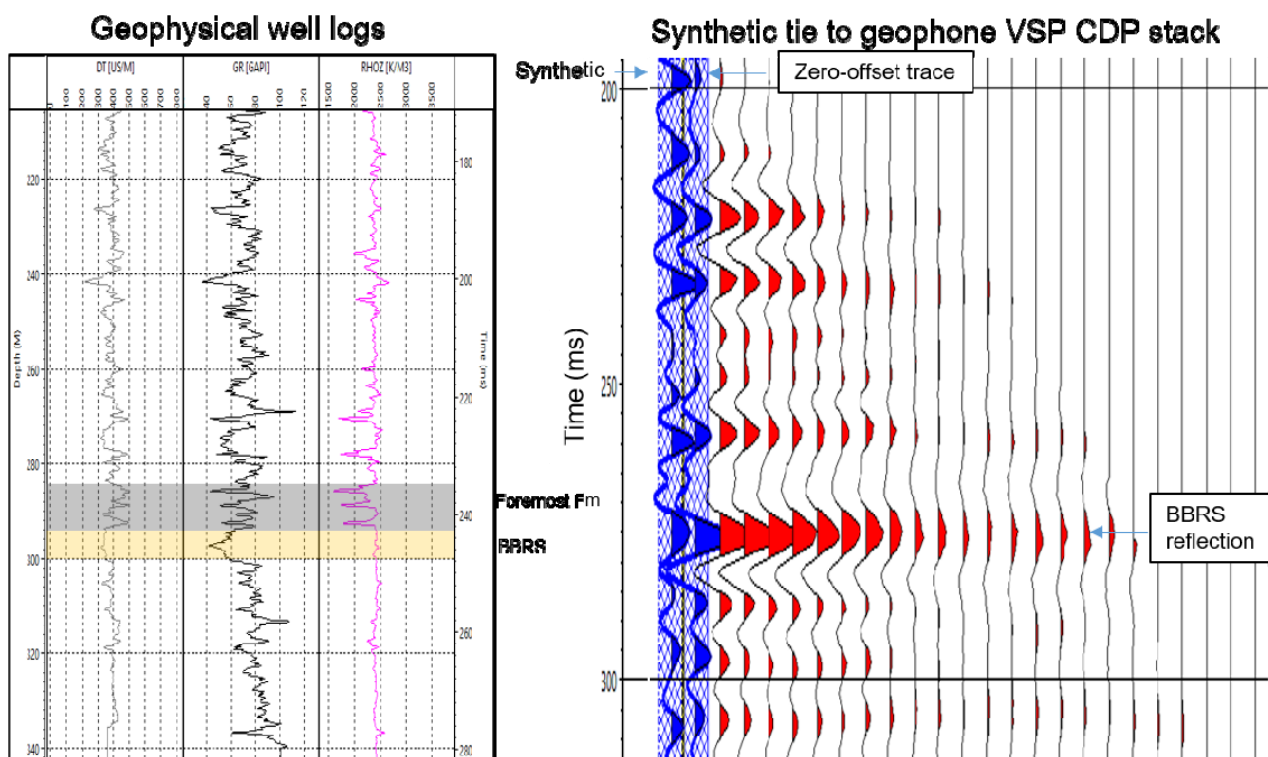 Geophysical well logs
Synthetic tie to geophone VSP CDP stack
DT [US/M]
GR [GAPI]
RHOZ [K/M3]
0 100 200 300 400 500 600 700 800
40 60 80 100 120
1500 2000 2500 3000 3500
Depth (M)
120
240
260
280
300
320
340
Time (ms)
180
200
220
240
260
280
Foremost Fm
BBRS
Synthetic
Zero-offset trace
Time (ms)
200
250
300
BBRS
reflection